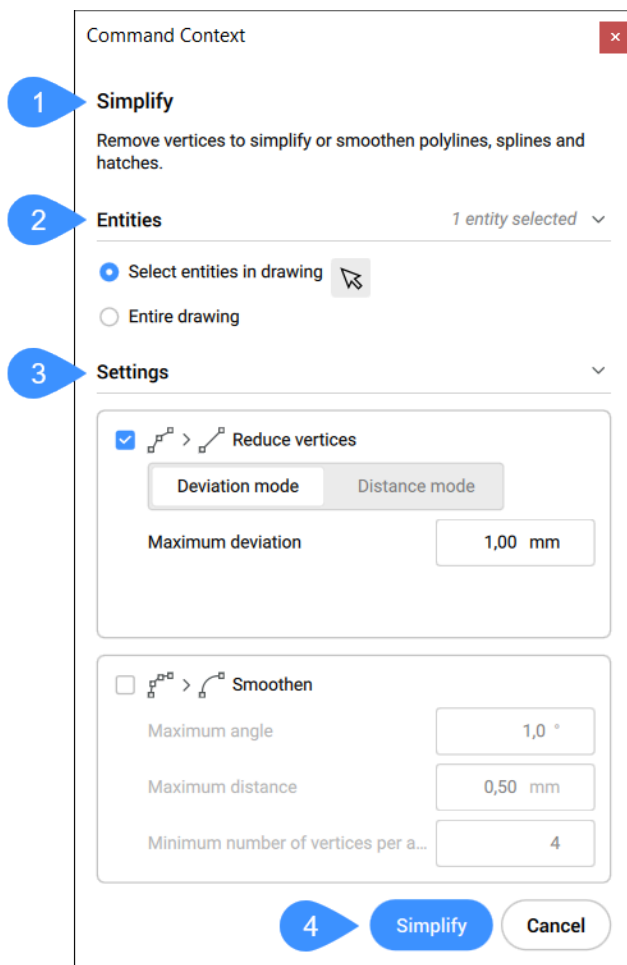 Command Context
×
1
Simplify
Remove vertices to simplify or smoothen polylines, splines and
hatches.
2
Entities
1 entity selected
Select entities in drawing
Entire drawing
3
Settings
> Reduce vertices
Deviation mode
Distance mode
Maximum deviation
1,00 mm
> Smoothen
Maximum angle
1,0 °
Maximum distance
0,50 mm
Minimum number of vertices per a...
4
4
Simplify
Cancel